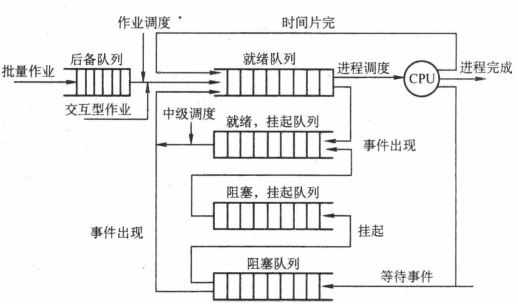 作业调度
时间片完
后备队列
就绪队列
批量作业
进程调度
CPU
进程完成
交互型作业
中级调度
就绪，挂起队列
事件出现
阻塞，挂起队列
事件出现
挂起
阻塞队列
等待事件